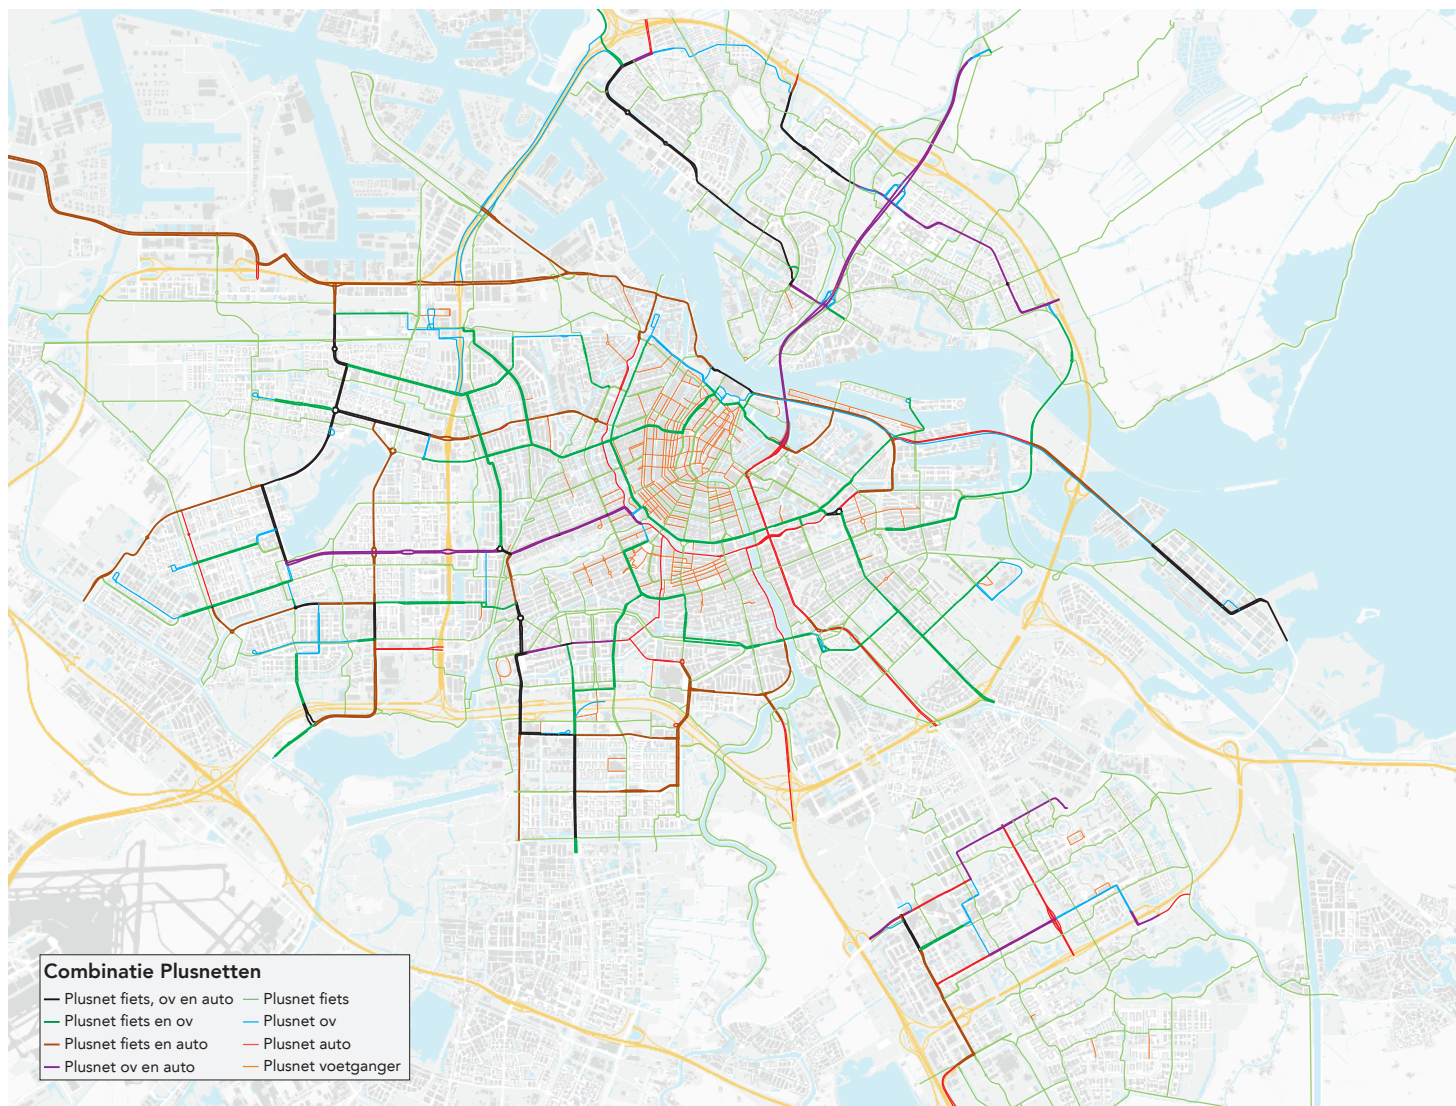 Combinatie Plusnetten
Plusnet fiets, ov en auto
Plusnet fiets en ov
Plusnet fiets en auto
Plusnet ov en auto
Plusnet fiets
Plusnet ov
Plusnet auto
Plusnet voetganger